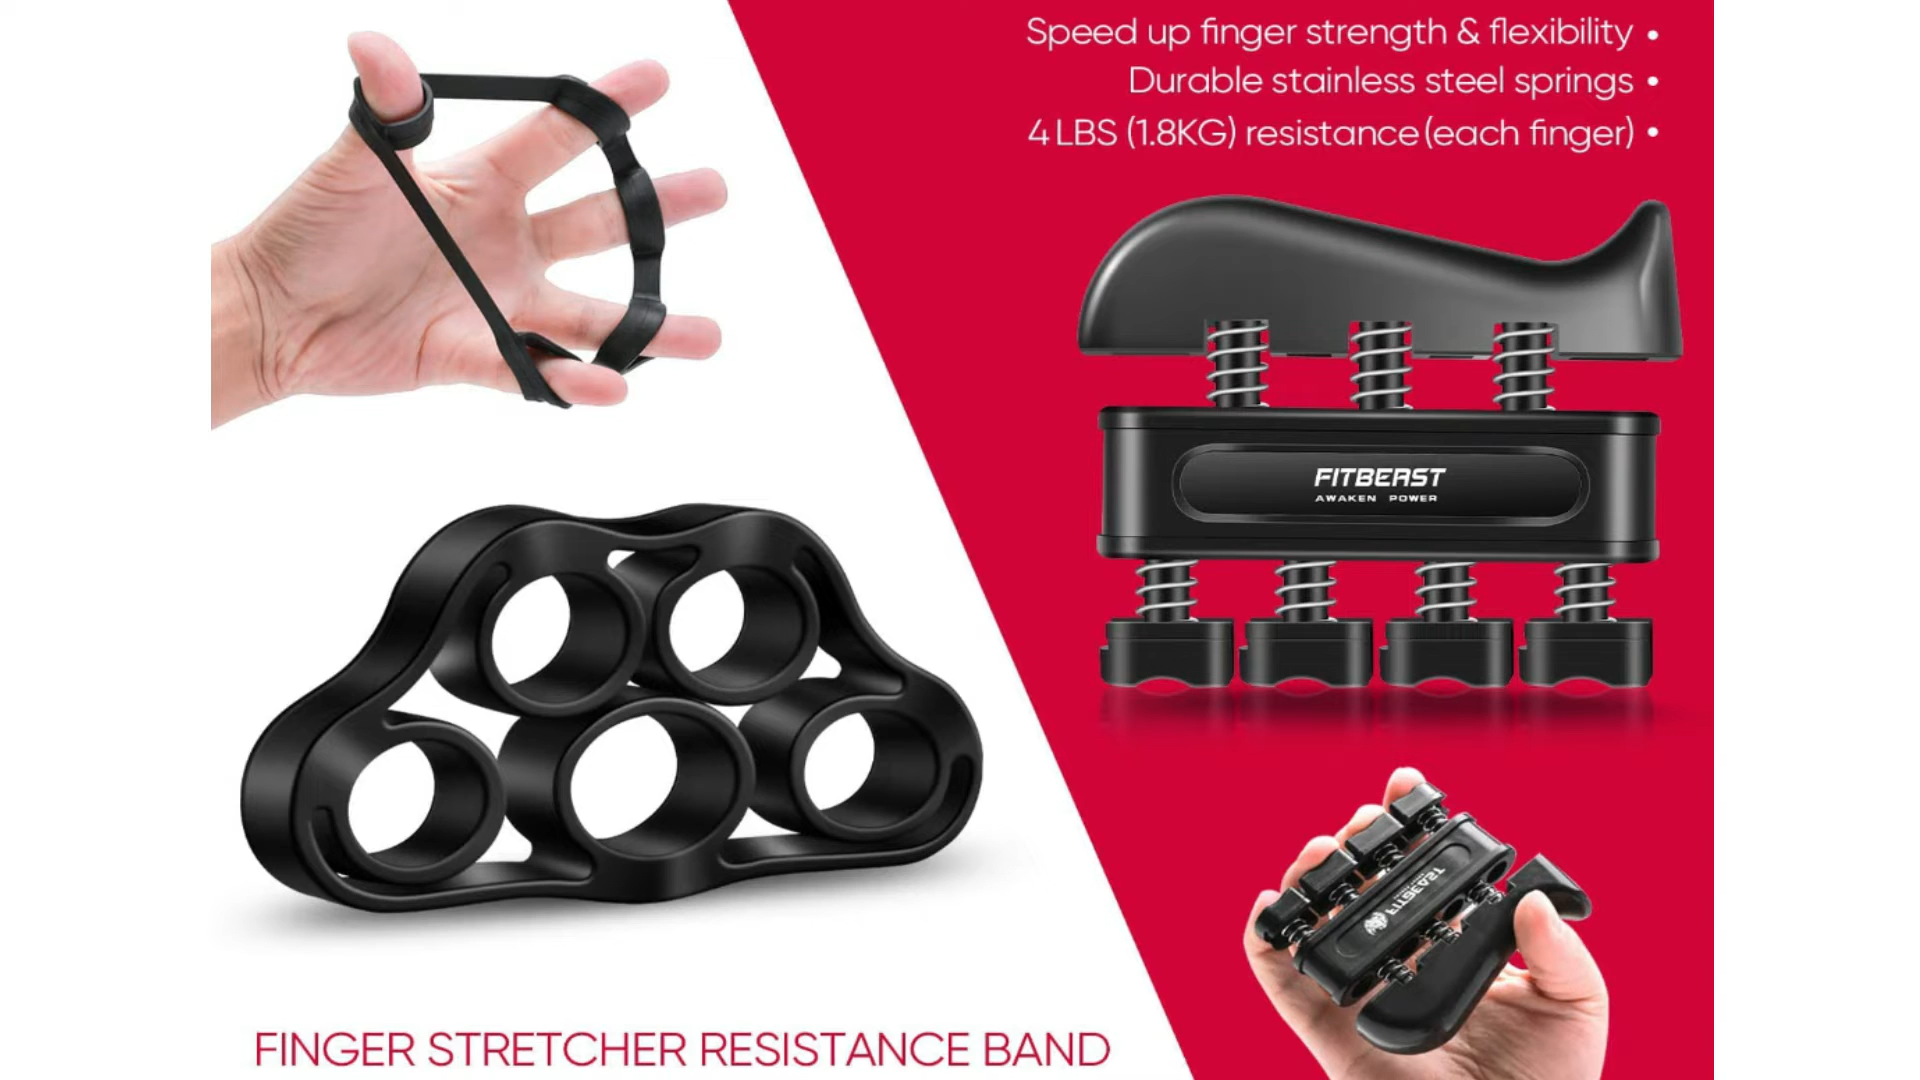 Speed up finger strength & flexibility •
Durable stainless steel springs •
4 LBS (1.8KG) resistance (each finger) •
FITBEAST
AWAKEN POWER
FITBEAST
FINGER STRETCHER RESISTANCE BAND